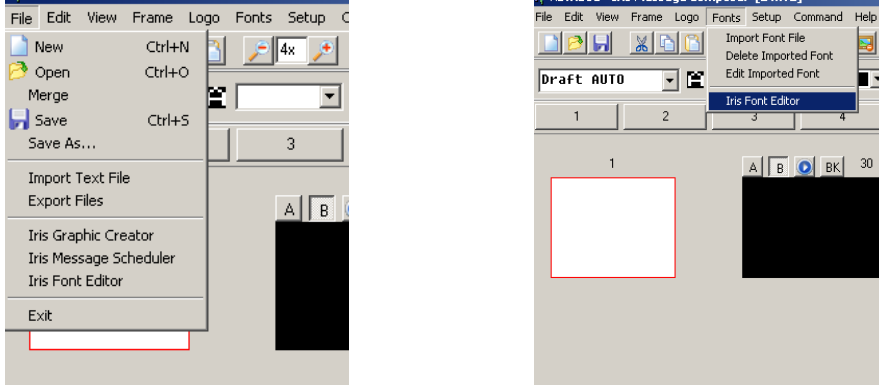 File Edit View Frame Logo Fonts Setup
New Ctrl+N
Open Ctrl+O
Merge
Save Ctrl+S
Save As...
Import Text File
Export Files
Iris Graphic Creator
Iris Message Scheduler
Iris Font Editor
Exit
4x
3
A B
File Edit View Frame Logo Fonts Setup Command Help
Import Font File
Delete Imported Font
Edit Imported Font
Iris Font Editor
Draft AUTO
1 2 3 4
1
A B BK 30